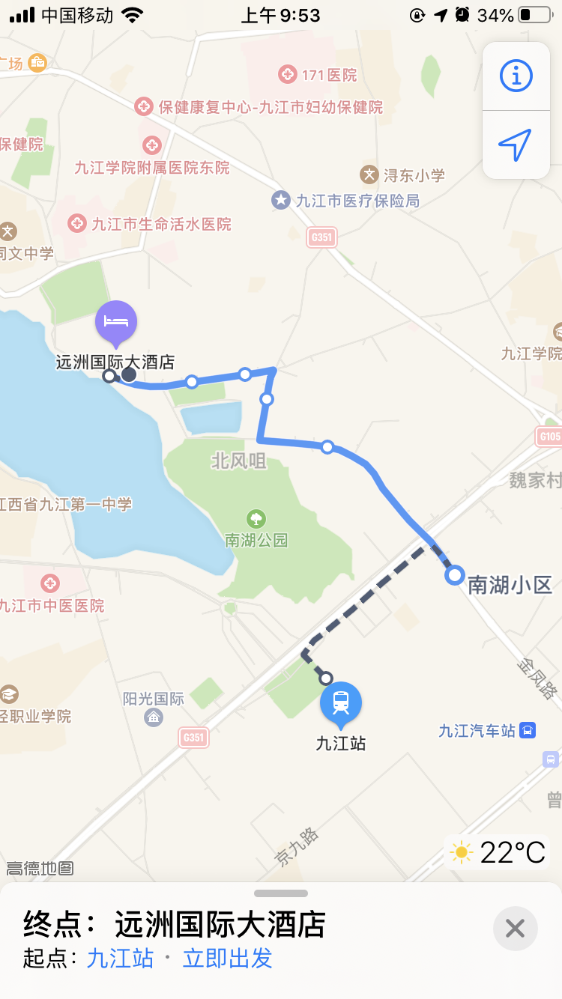 中国移动
上午9:53
34%
广场
171医院
保健康复中心-九江市妇幼保健院
保健院
九江学院附属医院东院
浔东小学
九江市医疗保险局
九江市生命活水医院
G351
同文中学
九江学院
远洲国际大酒店
G105
北风咀
魏家村
江西省九江第一中学
南湖公园
南湖小区
九江市中医医院
金凤路
阳光国际
经职业学院
九江汽车站
G351
九江站
曾
京九路
22°C
高德地图
终点：远洲国际大酒店
起点：九江站 · 立即出发